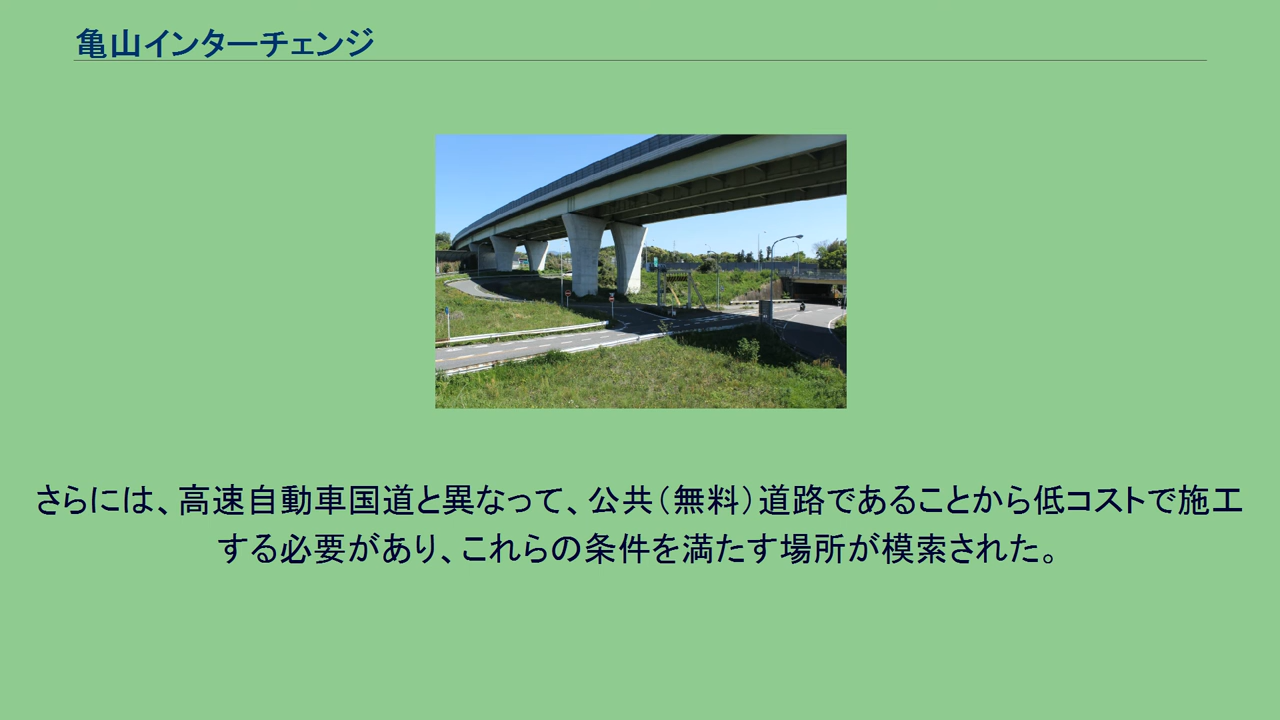 亀山インターチェンジ
さらには、高速自動車国道と異なって、公共（無料）道路であることから低コストで施工
する必要があり、これらの条件を満たす場所が模索された。